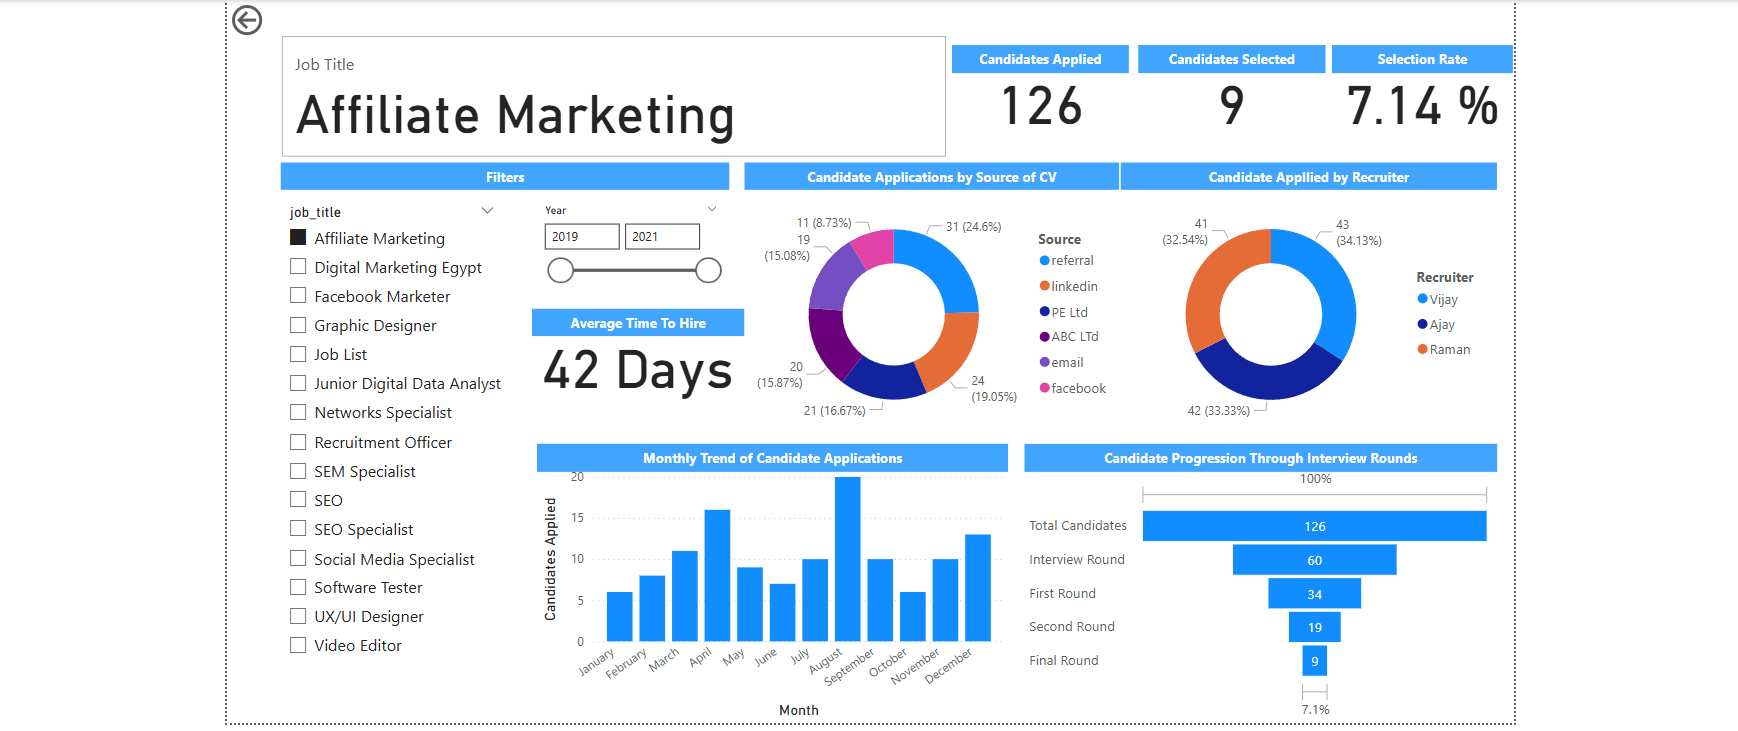 Job Title
Affiliate Marketing
Candidates Applied
126
Candidates Selected
9
Selection Rate
7.14 %
Filters
job_title
Affiliate Marketing
Digital Marketing Egypt
Facebook Marketer
Graphic Designer
Job List
Junior Digital Data Analyst
Networks Specialist
Recruitment Officer
SEM Specialist
SEO
SEO Specialist
Social Media Specialist
Software Tester
UX/UI Designer
Video Editor
Year
2019
2021
Average Time To Hire
42 Days
Candidate Applications by Source of CV
11 (8.73%)
19
(15.08%)
20
(15.87%)
21 (16.67%)
24
(19.05%)
31 (24.6%)
Source
referral
linkedin
PE Ltd
ABC LTd
email
facebook
Candidate Appllied by Recruiter
41
(32.54%)
43
(34.13%)
42 (33.33%)
Recruiter
Vijay
Ajay
Raman
Monthly Trend of Candidate Applications
Candidates Applied
20
15
10
5
0
January
February
March
April
May
June
July
August
September
October
November
December
Month
Candidate Progression Through Interview Rounds
100%
Total Candidates
126
Interview Round
60
First Round
34
Second Round
19
Final Round
9
7.1%